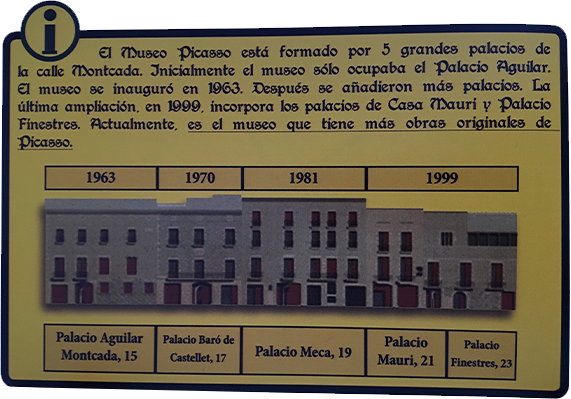 i
El Museo Picasso está formado por 5 grandes palacios de
la calle Montcada. Inicialmente el museo sólo ocupaba el Palacio Aguilar.
El museo se inauguró en 1963. Después se añadieron más palacios. La
última ampliación, en 1999, incorpora los palacios de Casa Mauri y Palacio
Finestres. Actualmente, es el museo que tiene más obras originales de
Picasso.
1963 1970 1981 1999
Palacio Aguilar
Montcada, 15
Palacio Baró de
Castellet, 17
Palacio Meca, 19
Palacio
Mauri, 21
Palacio
Finestres, 23